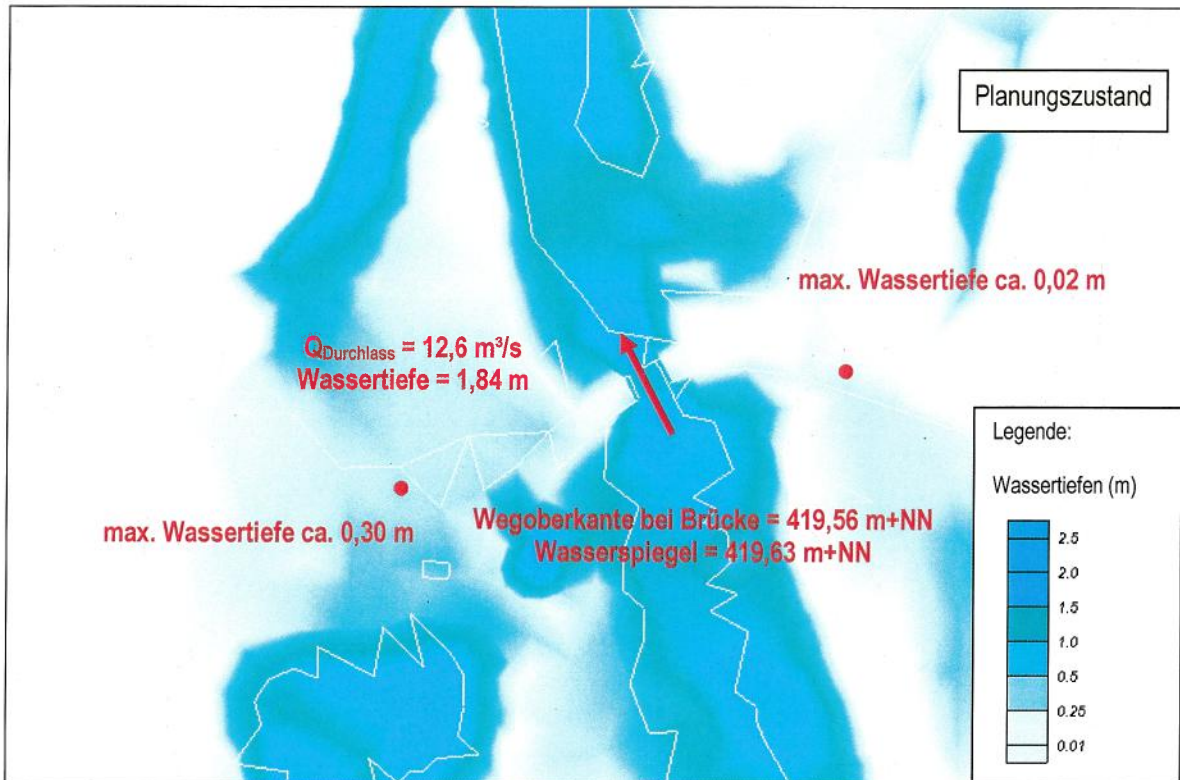 Planungszustand
max. Wassertiefe ca. 0,02 m
QDurchlass = 12,6 m³/s
Wassertiefe = 1,84 m
max. Wassertiefe ca. 0,30 m
Wegoberkante bei Brücke = 419,56 m+NN
Wasserspiegel = 419,63 m+NN
Legende:
Wassertiefen (m)
2.5
2.0
1.5
1.0
0.5
0.25
0.01